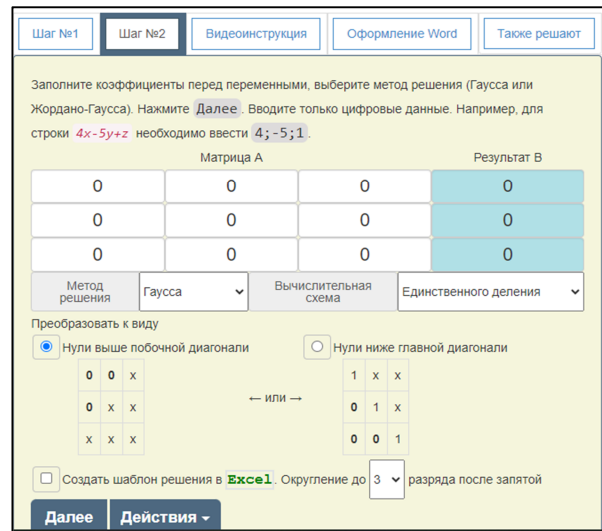 Шаг №1 Шаг №2 Видеоинструкция Оформление Word Также решают
Заполните коэффициенты перед переменными, выберите метод решения (Гаусса или
Жордано-Гаусса). Нажмите Далее. Вводите только цифровые данные. Например, для
строки 4x-5y+z необходимо ввести 4;-5;1.
Матрица А Результат В
0 0 0 0
0 0 0 0
0 0 0 0
Метод решения Гаусса Вычислительная схема Единственного деления
Преобразовать к виду
Нули выше побочной диагонали Нули ниже главной диагонали
0 0 x 1 x x
0 x x ← или → 0 1 x
x x x 0 0 1
Создать шаблон решения в Excel. Округление до 3 разряда после запятой
Далее Действия